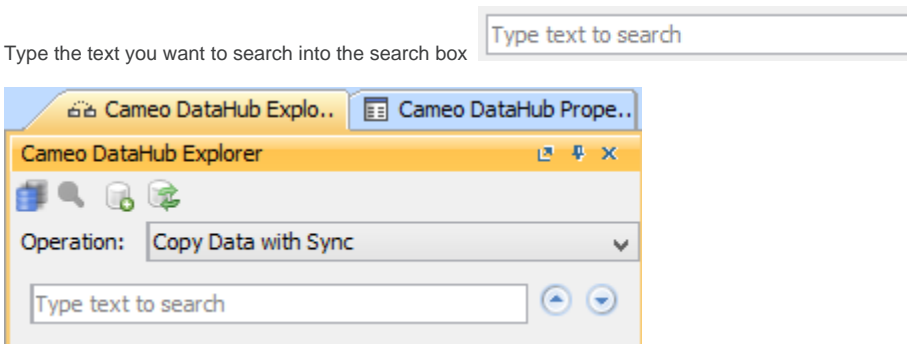 Type the text you want to search into the search box Type text to search
Cameo DataHub Explo.. Cameo DataHub Prope..
Cameo DataHub Explorer
Operation: Copy Data with Sync
Type text to search